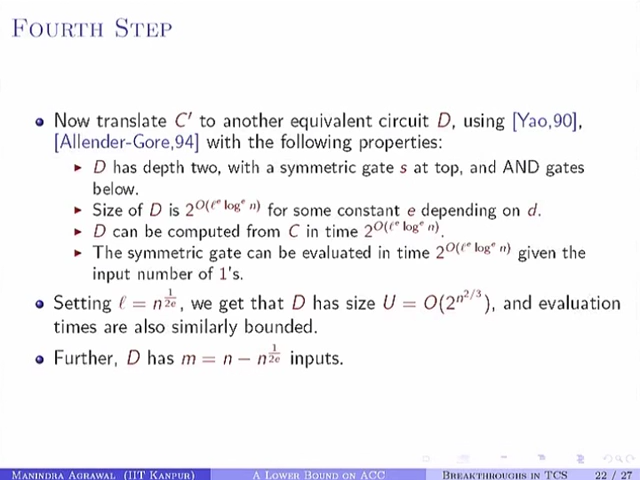 FOURTH STEP
• Now translate C′ to another equivalent circuit D, using [Yao,90],
[Allender-Gore,94] with the following properties:
▶ D has depth two, with a symmetric gate s at top, and AND gates
below.
▶ Size of D is 2^{O(ℓ^e log^e n)} for some constant e depending on d.
▶ D can be computed from C in time 2^{O(ℓ^e log^e n)}.
▶ The symmetric gate can be evaluated in time 2^{O(ℓ^e log^e n)} given the
input number of 1's.
• Setting ℓ = n^{1/2e}, we get that D has size U = O(2^{n^{2/3}}), and evaluation
times are also similarly bounded.
• Further, D has m = n − n^{1/2e} inputs.
MANINDRA AGRAWAL (IIT KANPUR) A LOWER BOUND ON ACC BREAKTHROUGHS IN TCS 22 / 27